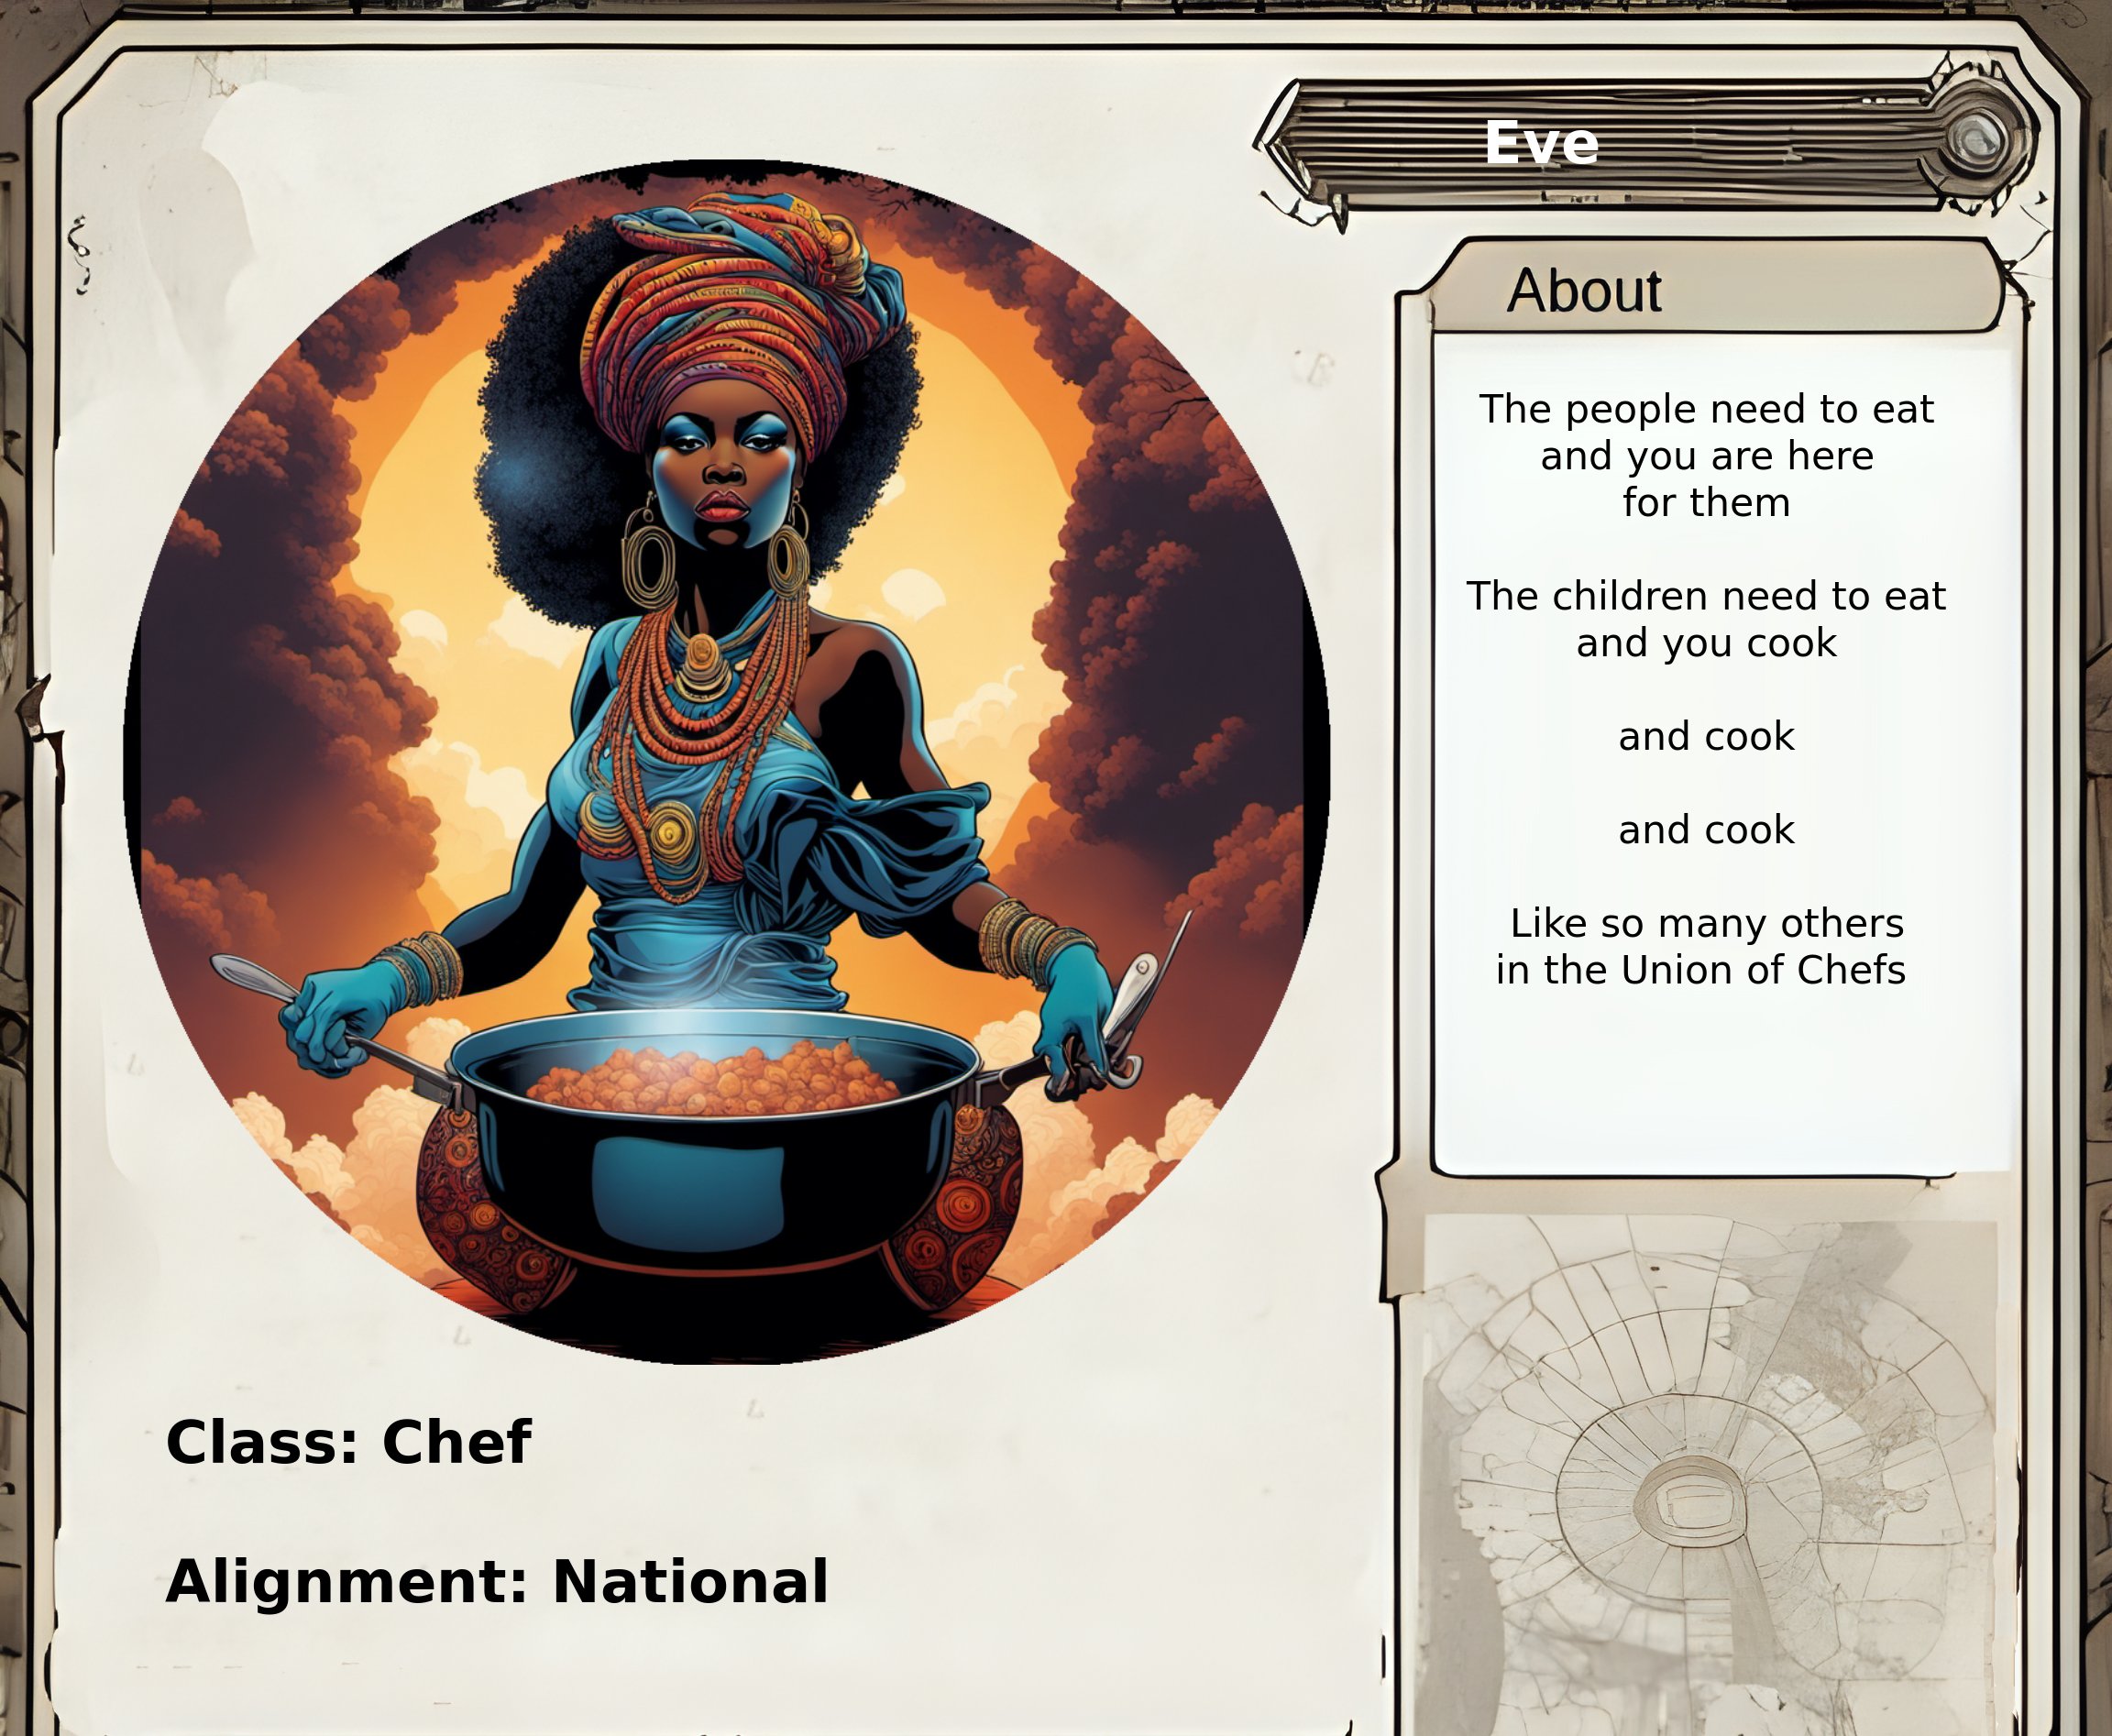 Eve
About
The people need to eat
and you are here
for them
The children need to eat
and you cook
and cook
and cook
Like so many others
in the Union of Chefs
Class: Chef
Alignment: National